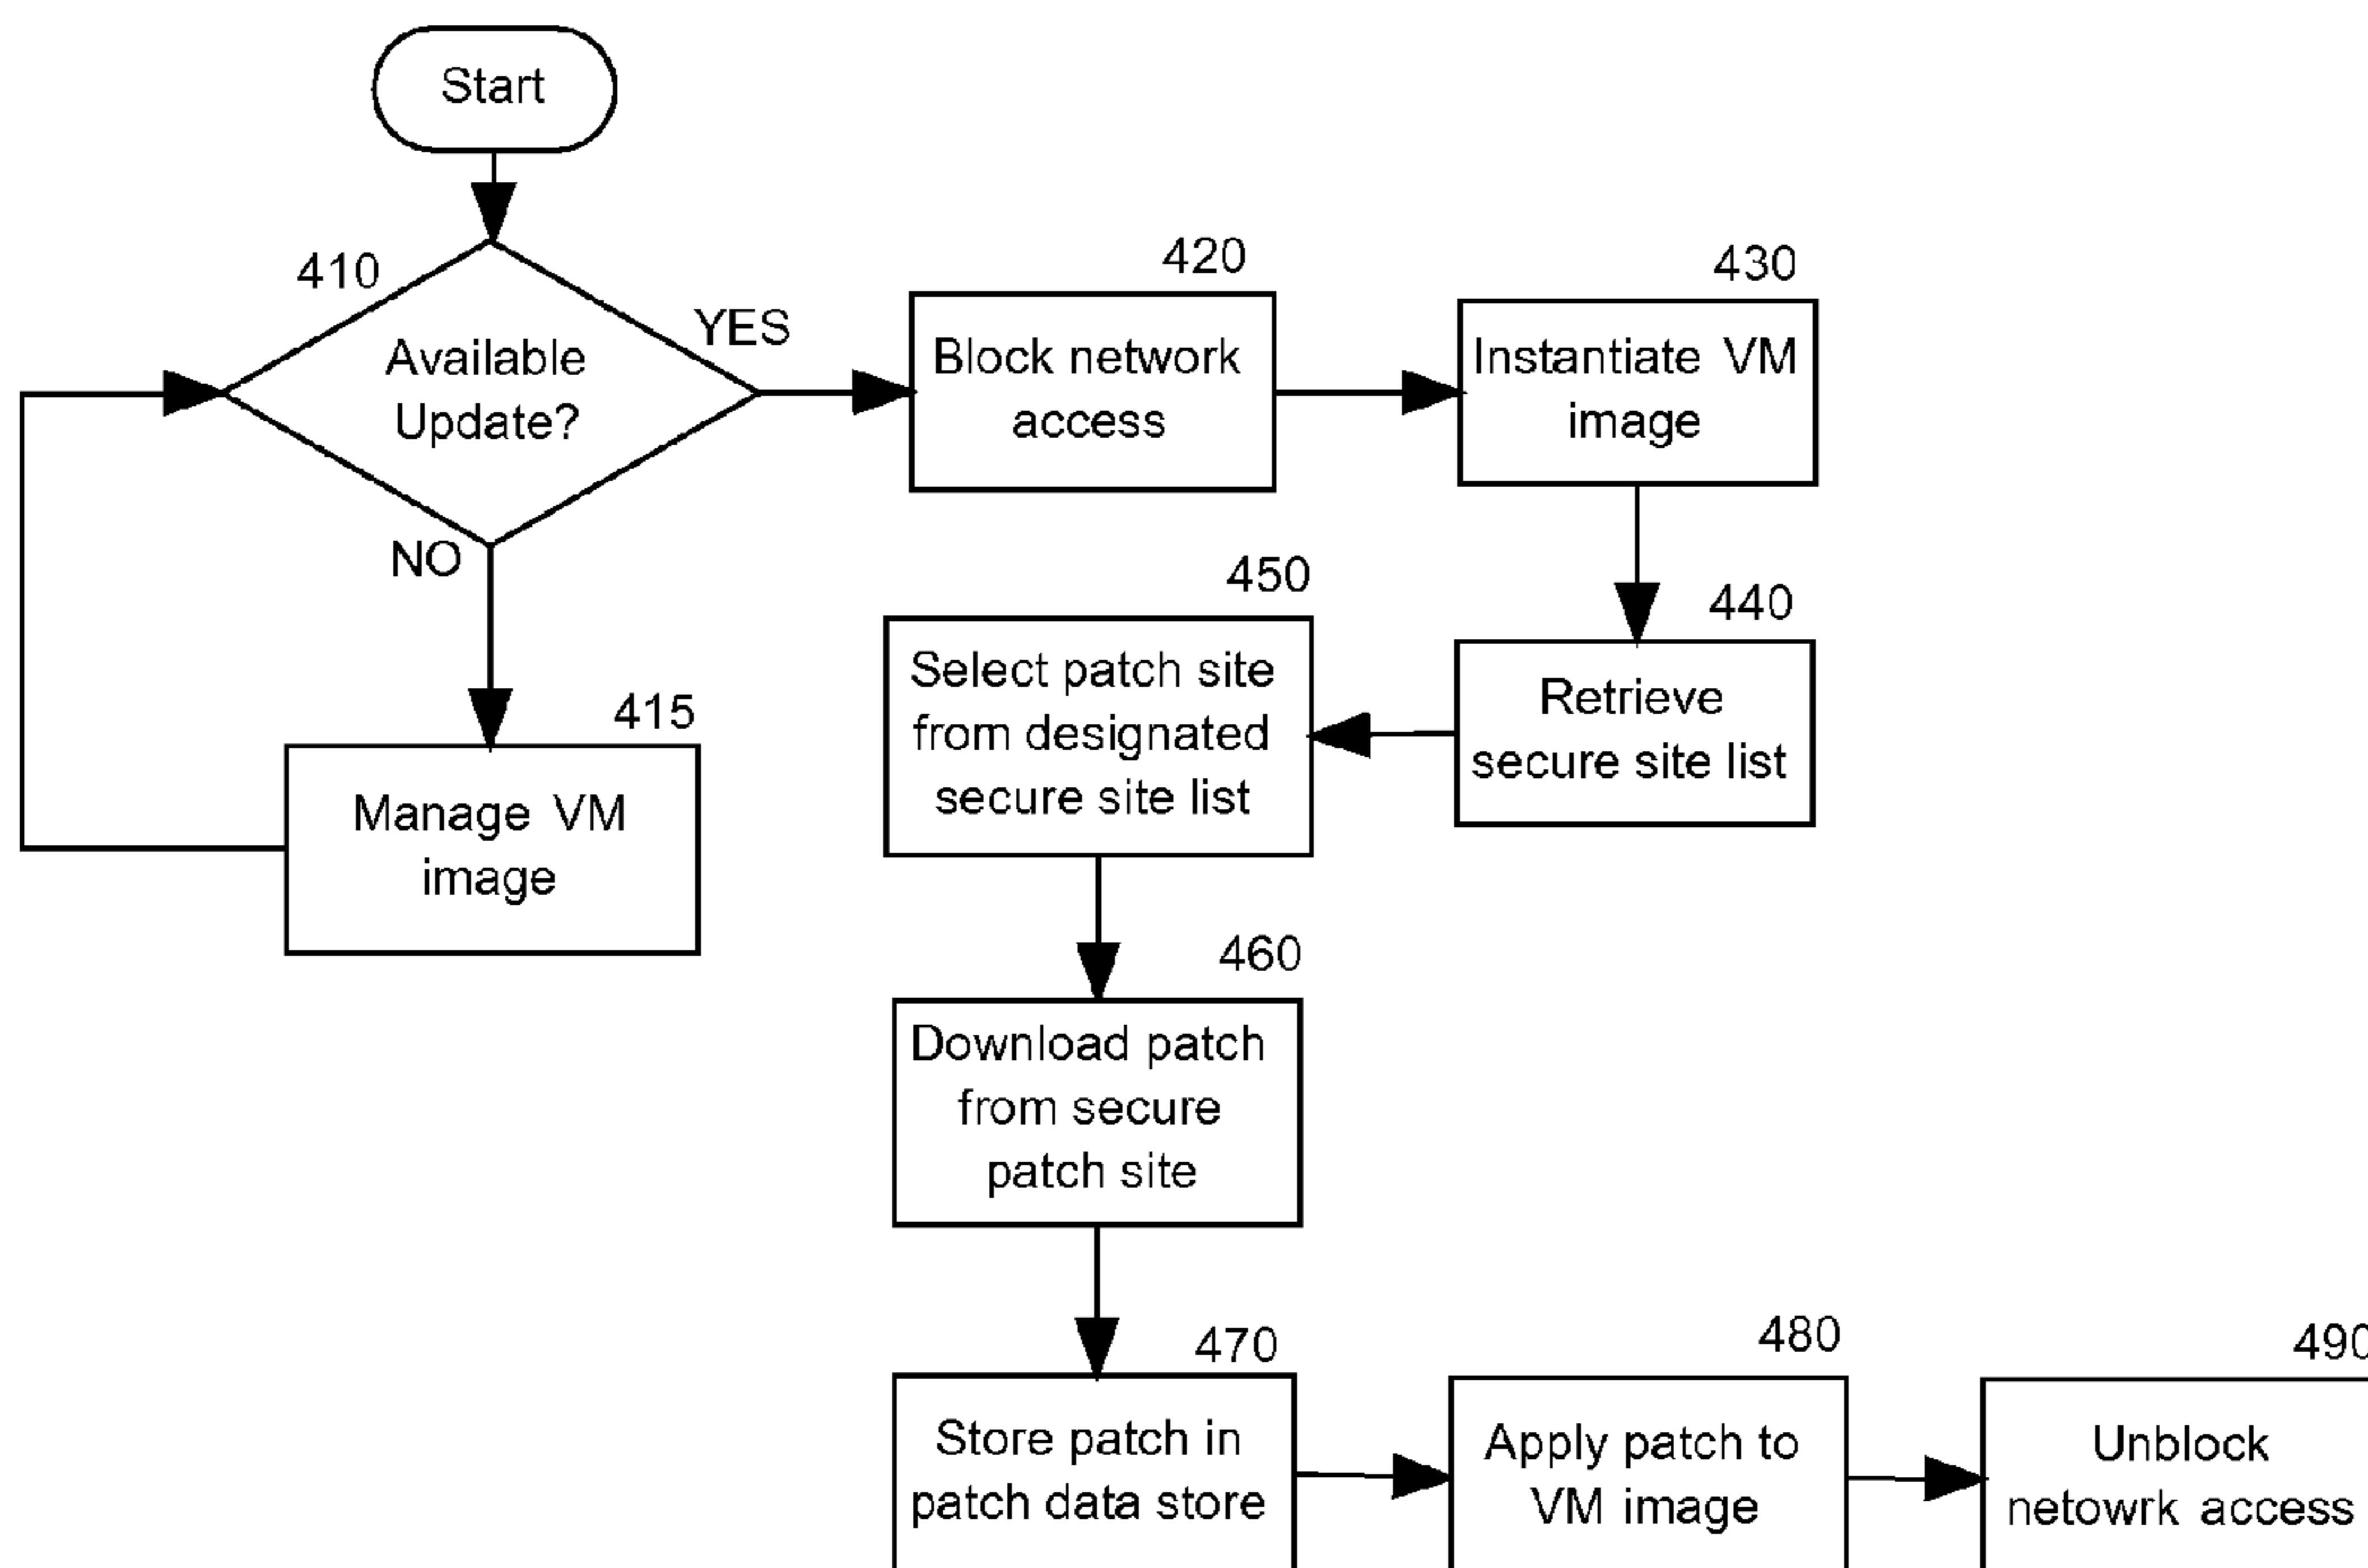 Start
410
Available
Update?
YES
NO
415
Manage VM
image
420
Block network
access
430
Instantiate VM
image
440
Retrieve
secure site list
450
Select patch site
from designated
secure site list
460
Download patch
from secure
patch site
470
Store patch in
patch data store
480
Apply patch to
VM image
490
Unblock
netowrk access